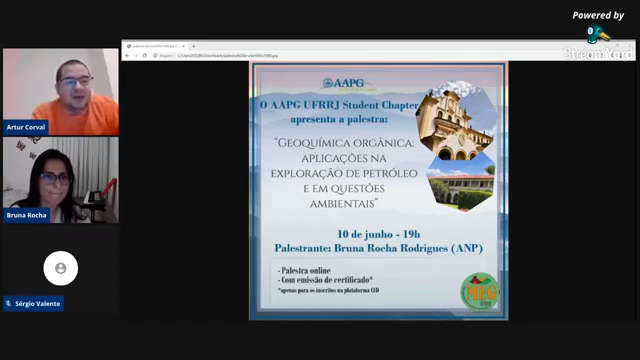 Powered by
StreamYard
AAPG
O AAPG UFRRJ Student Chapter
apresenta a palestra:
"GEOQUÍMICA ORGÂNICA:
APLICAÇÕES NA
EXPLORAÇÃO DE PETRÓLEO
E EM QUESTÕES
AMBIENTAIS"
10 de junho - 19h
Palestrante: Bruna Rocha Rodrigues (ANP)
- Palestra online
- Com emissão de certificado*
*apenas para os inscritos na plataforma CED
Artur Corval
Bruna Rocha
Sérgio Valente